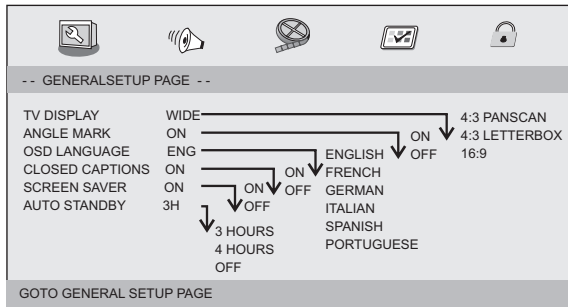 - - GENERALSETUP PAGE - -
TV DISPLAY WIDE 4:3 PANSCAN
ANGLE MARK ON ON 4:3 LETTERBOX
OSD LANGUAGE ENG ENGLISH OFF 16:9
CLOSED CAPTIONS ON ON FRENCH
SCREEN SAVER ON ON OFF GERMAN
AUTO STANDBY 3H OFF ITALIAN
3 HOURS SPANISH
4 HOURS PORTUGUESE
OFF
GOTO GENERAL SETUP PAGE